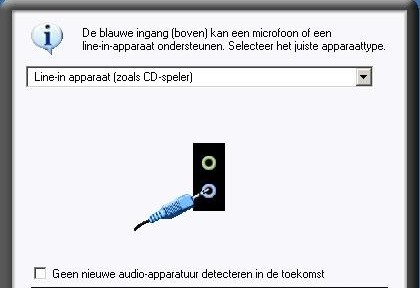 De blauwe ingang (boven) kan een microfoon of een
line-in-apparaat ondersteunen. Selecteer het juiste apparaattype.
Line-in apparaat (zoals CD-speler)
Geen nieuwe audio-apparatuur detecteren in de toekomst